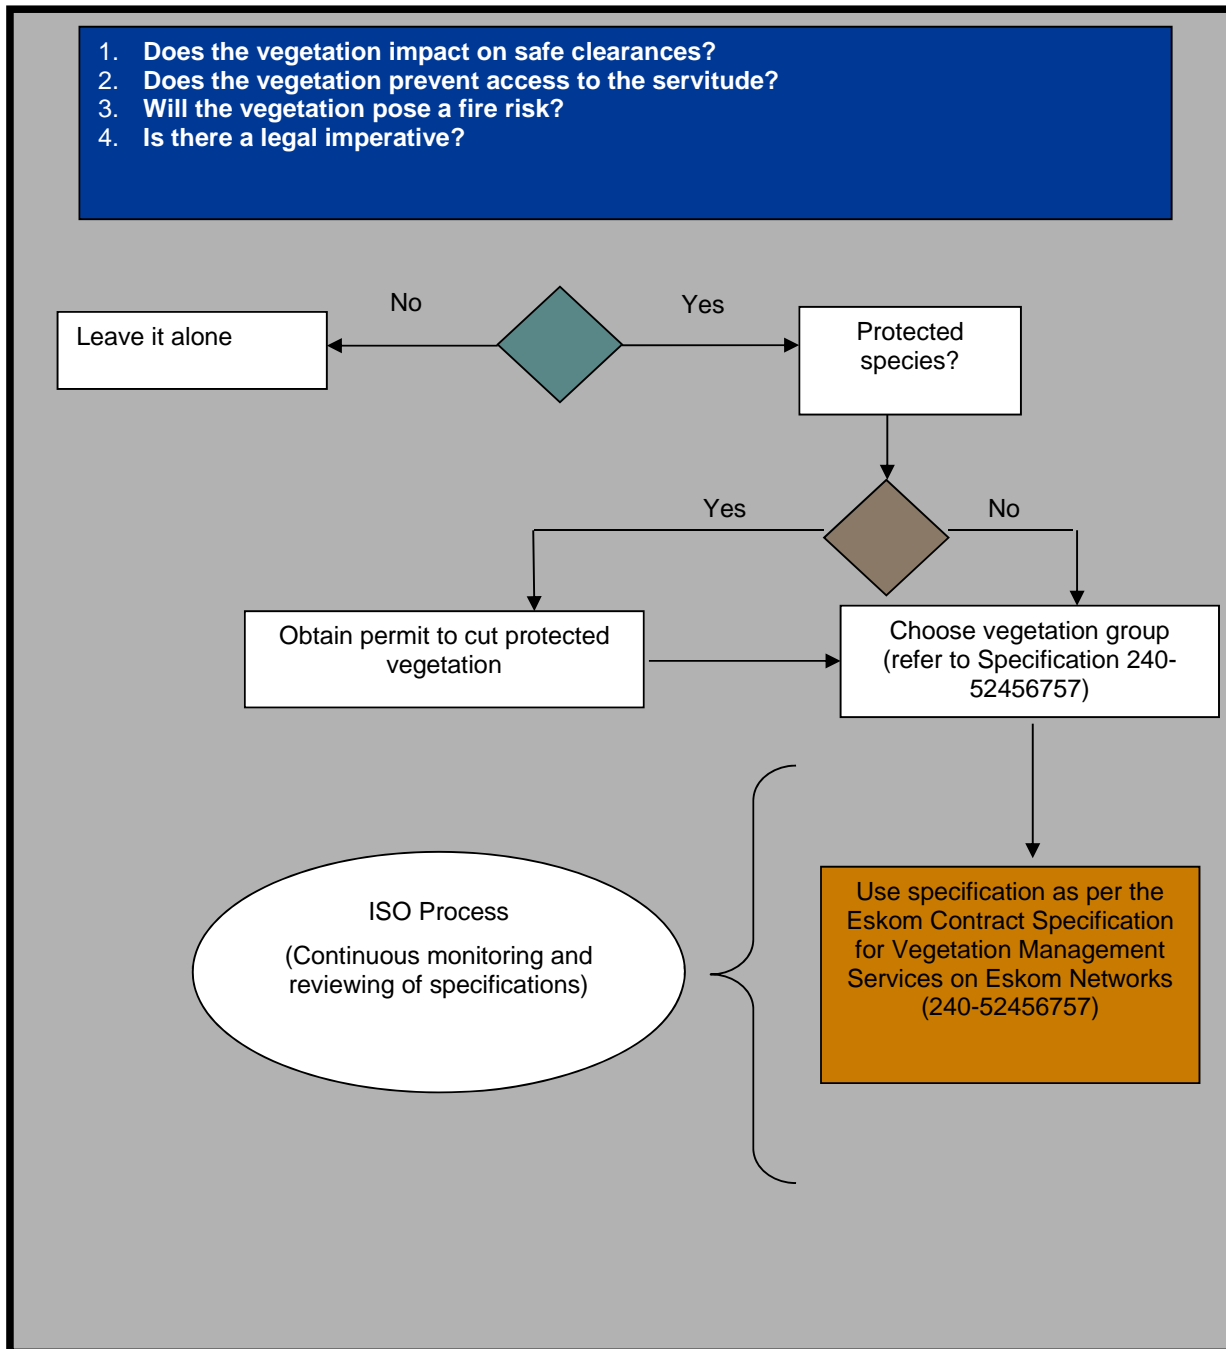 1. Does the vegetation impact on safe clearances?
2. Does the vegetation prevent access to the servitude?
3. Will the vegetation pose a fire risk?
4. Is there a legal imperative?
No
Yes
Leave it alone
Protected
species?
Yes
No
Obtain permit to cut protected
vegetation
Choose vegetation group
(refer to Specification 240-
52456757)
ISO Process
(Continuous monitoring and
reviewing of specifications)
Use specification as per the
Eskom Contract Specification
for Vegetation Management
Services on Eskom Networks
(240-52456757)